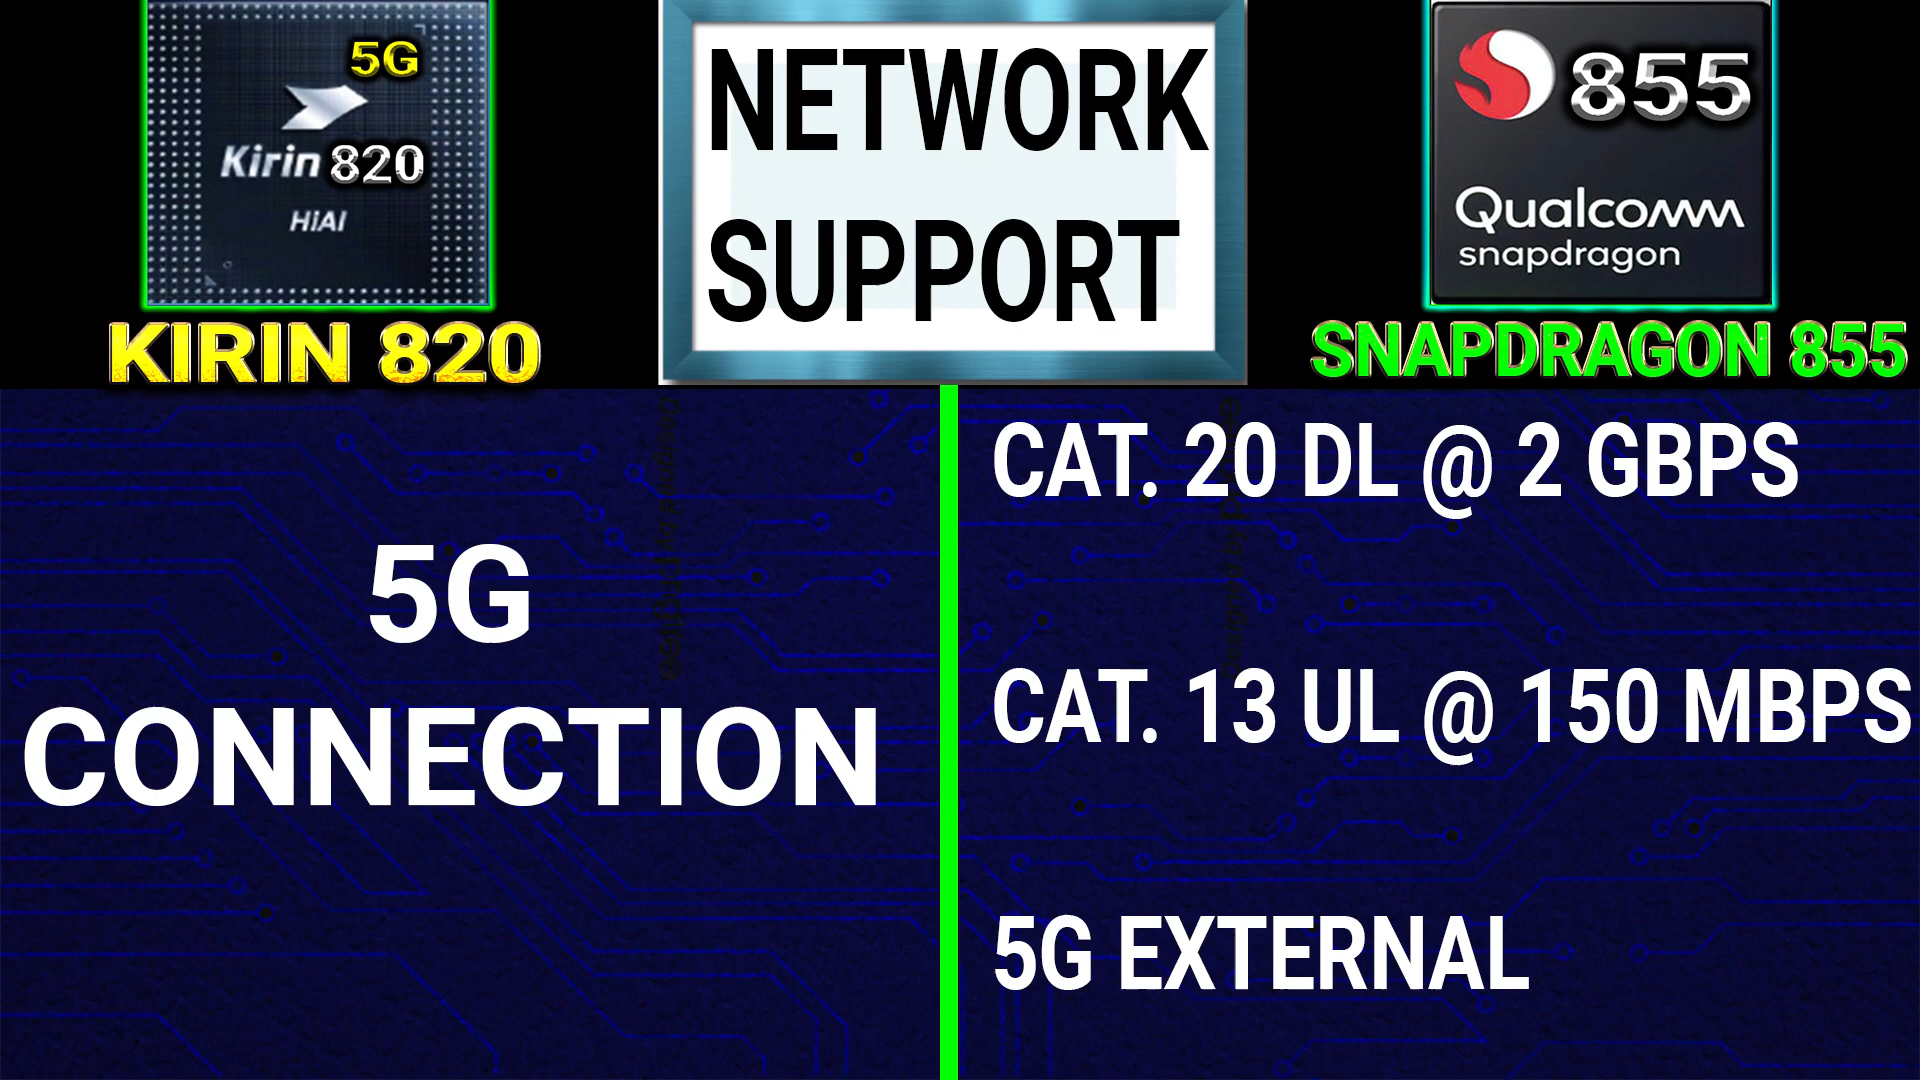 5G
Kirin 820
HiAI
KIRIN 820
NETWORK
SUPPORT
855
Qualcomm
snapdragon
SNAPDRAGON 855
5G
CONNECTION
CAT. 20 DL @ 2 GBPS
CAT. 13 UL @ 150 MBPS
5G EXTERNAL